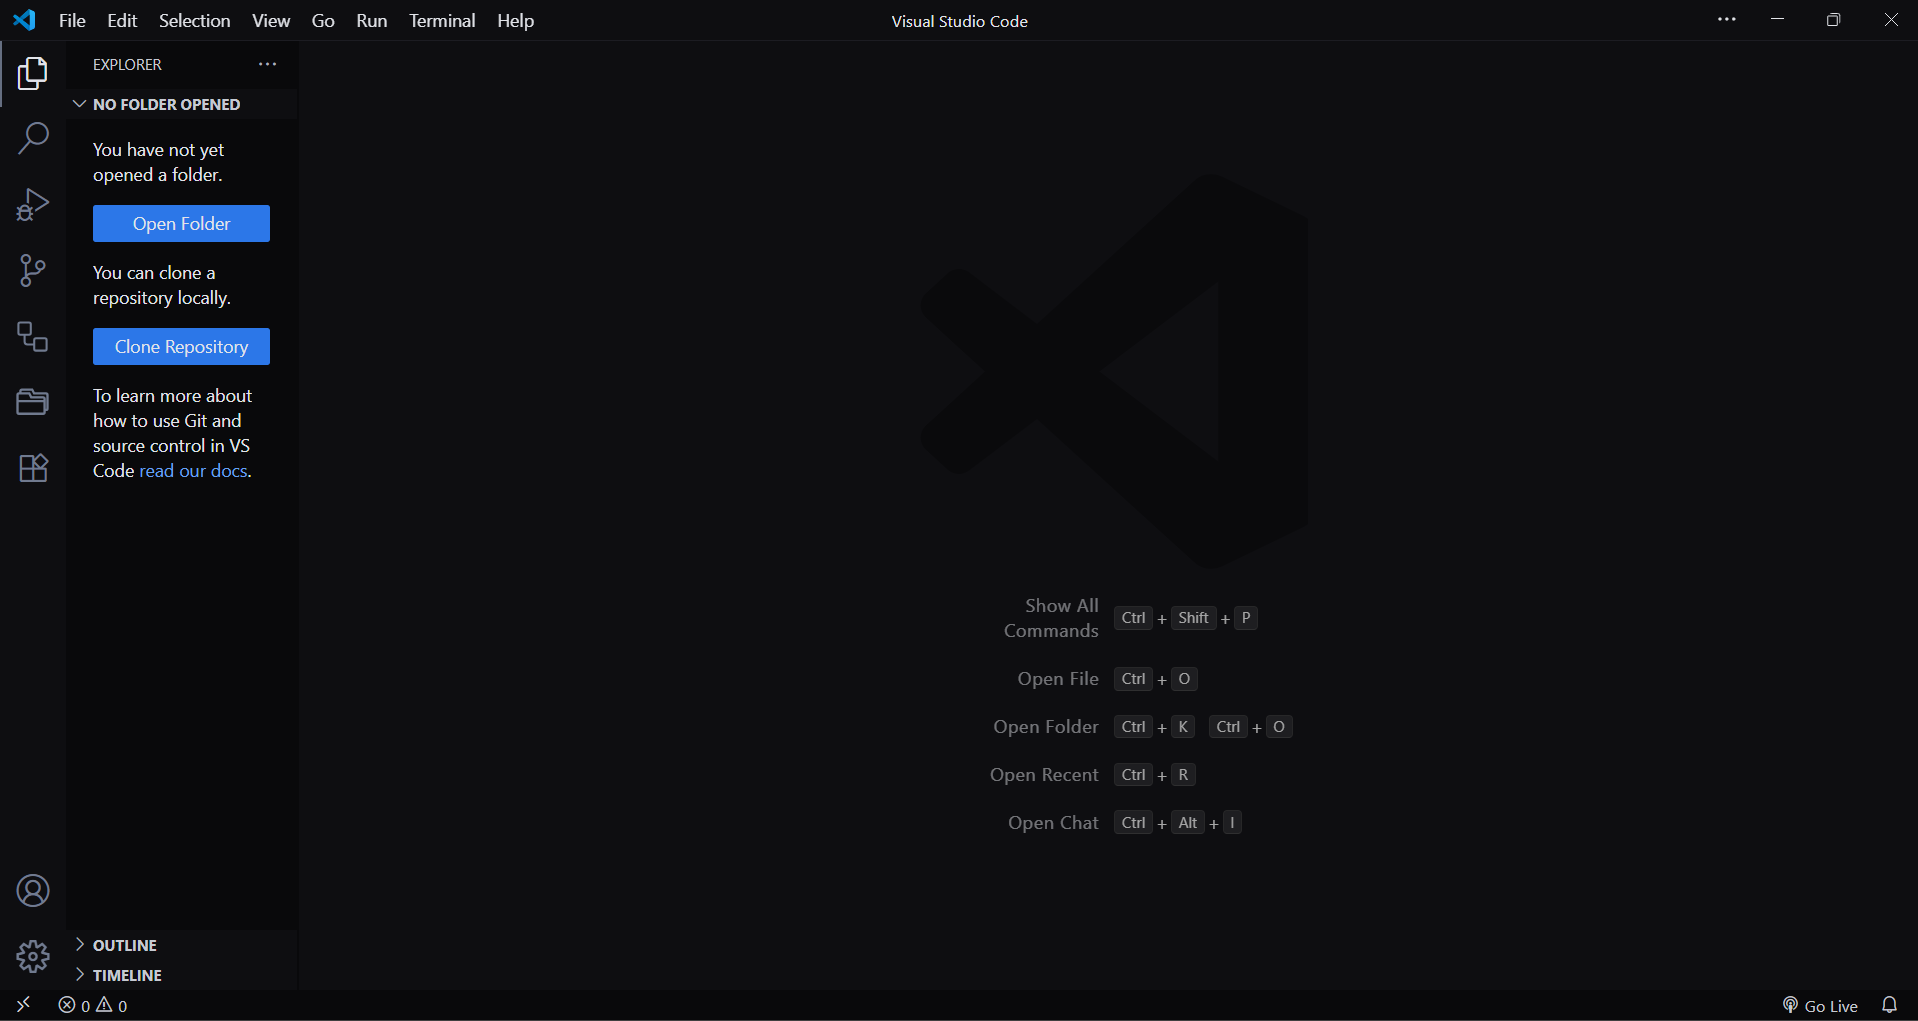 File Edit Selection View Go Run Terminal Help
Visual Studio Code
EXPLORER
NO FOLDER OPENED
You have not yet
opened a folder.
Open Folder
You can clone a
repository locally.
Clone Repository
To learn more about
how to use Git and
source control in VS
Code read our docs.
Show All
Commands
Ctrl + Shift + P
Open File Ctrl + O
Open Folder Ctrl + K Ctrl + O
Open Recent Ctrl + R
Open Chat Ctrl + Alt + I
OUTLINE
TIMELINE
0 0
Go Live